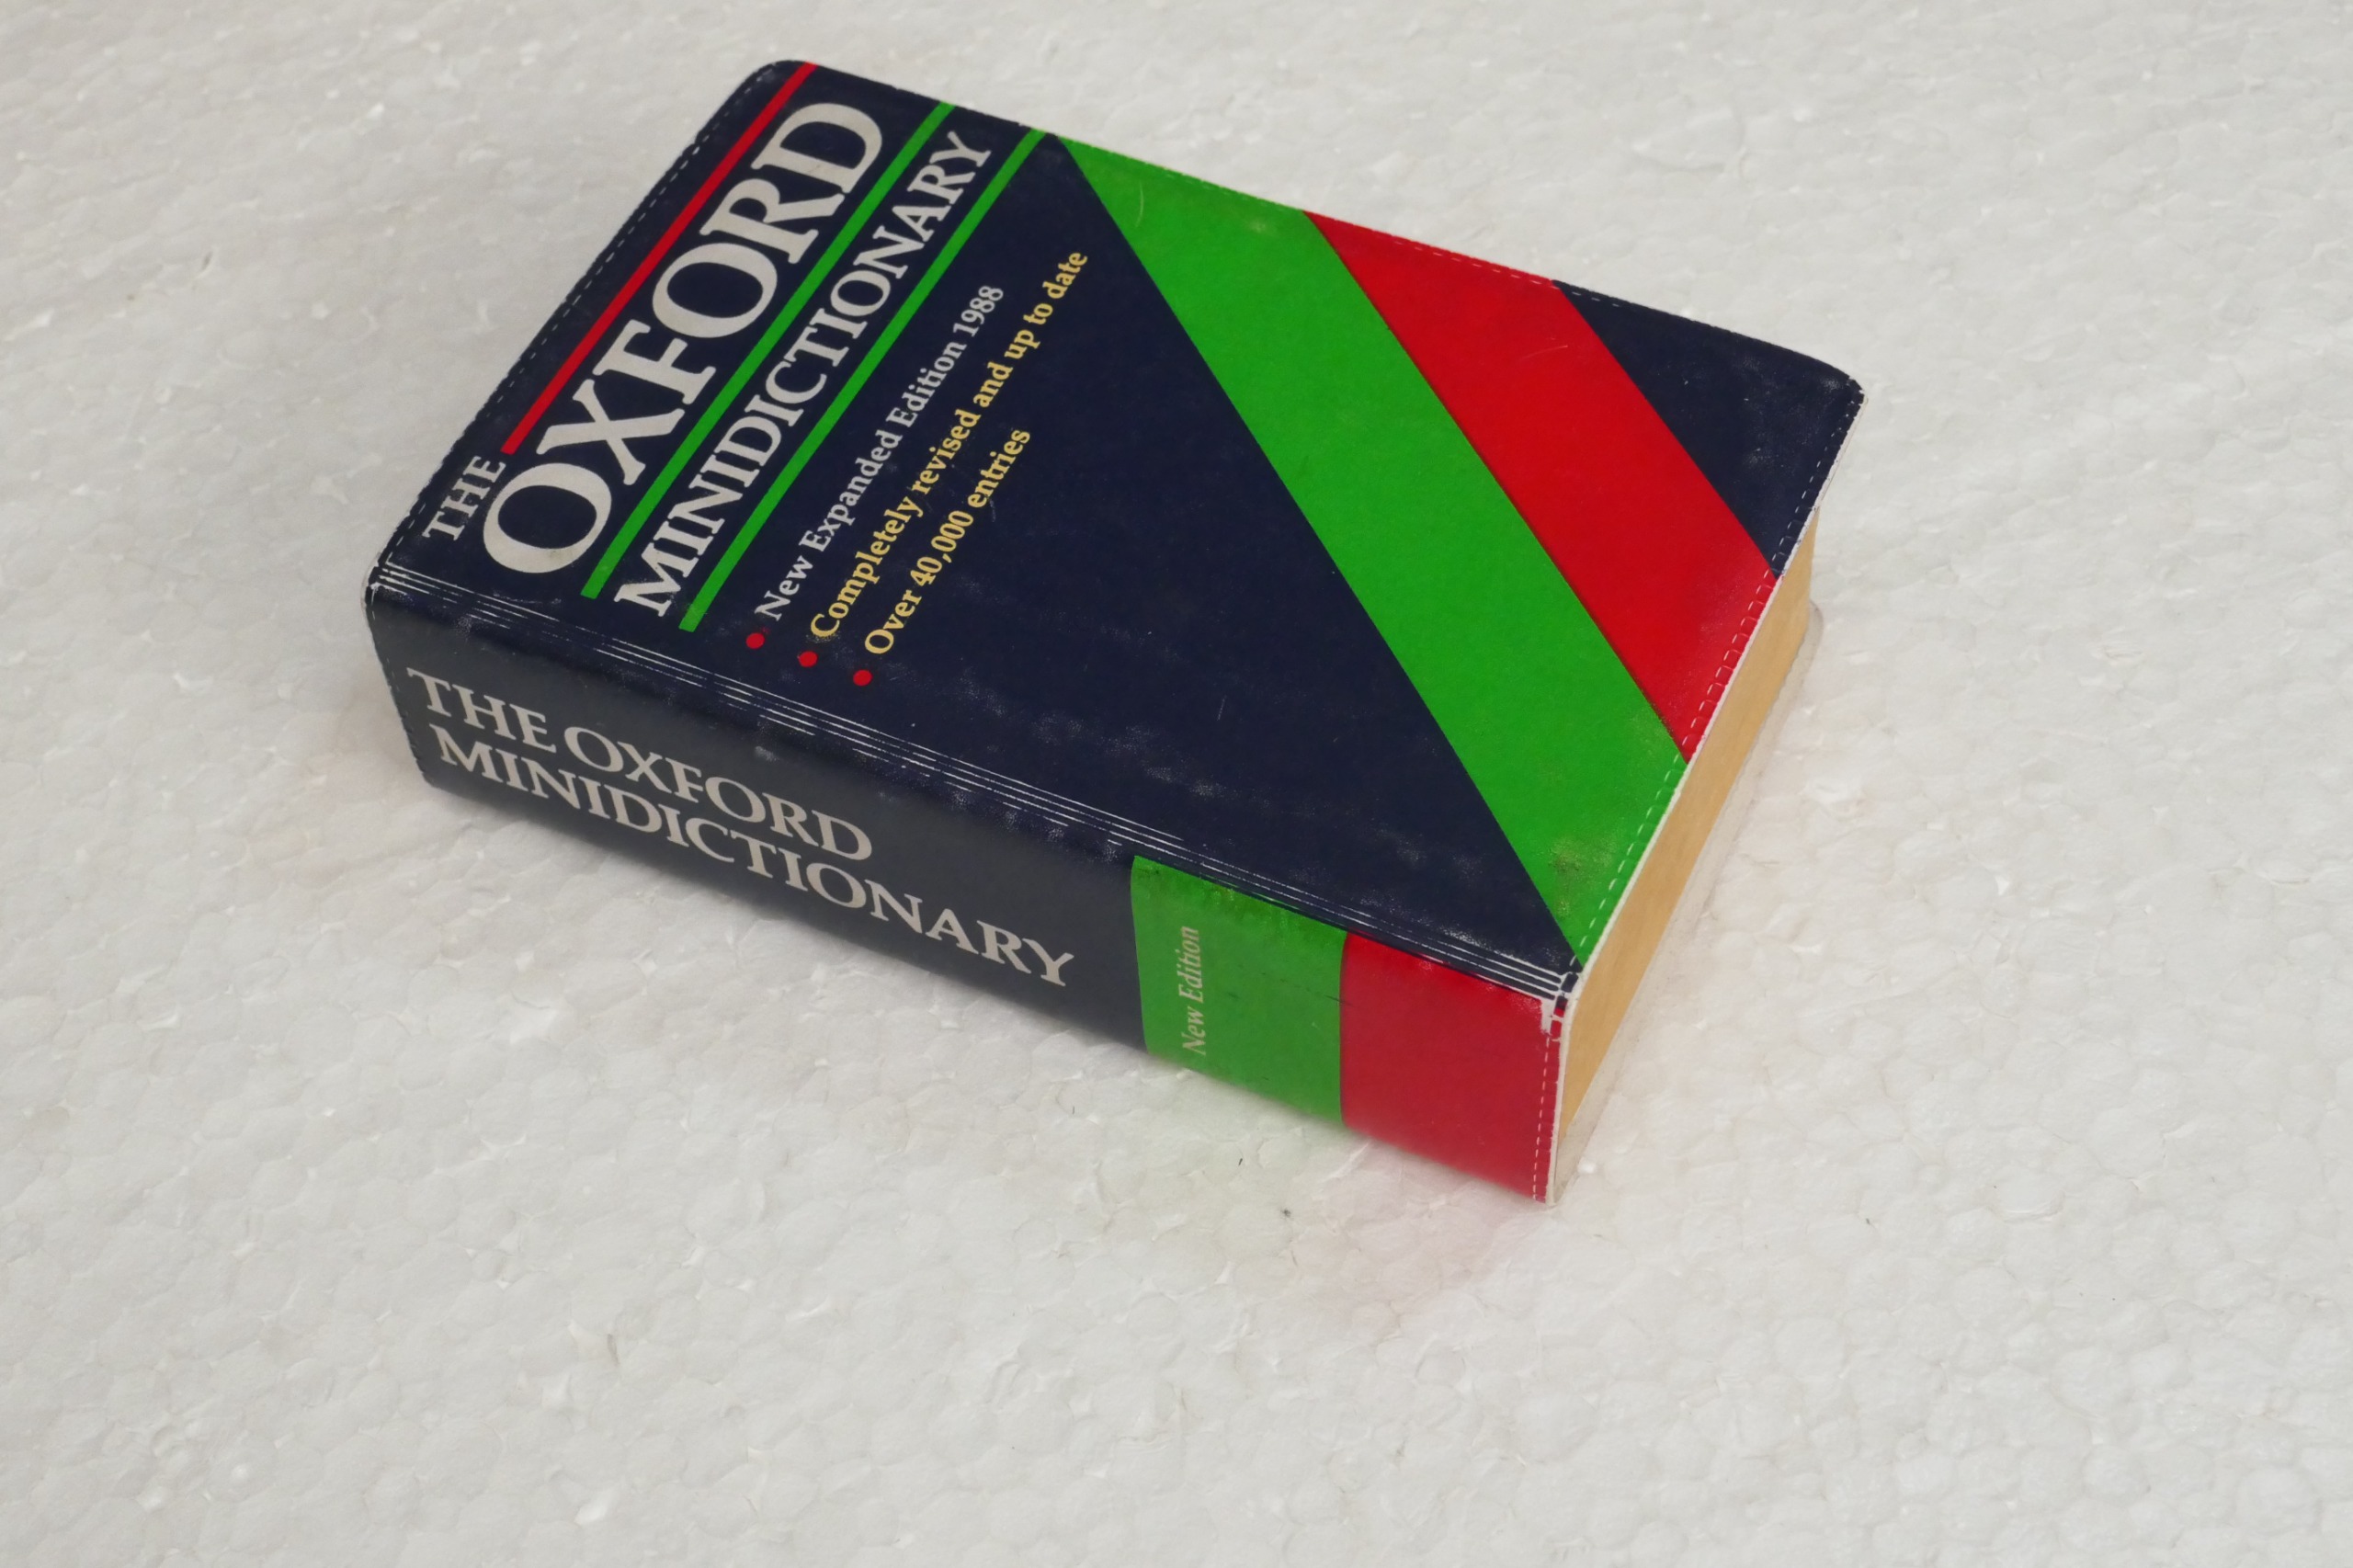 THE
OXFORD
MINIDICTIONARY
New Expanded Edition 1988
Completely revised and up to date
Over 40,000 entries
THE OXFORD
MINIDICTIONARY
New Edition